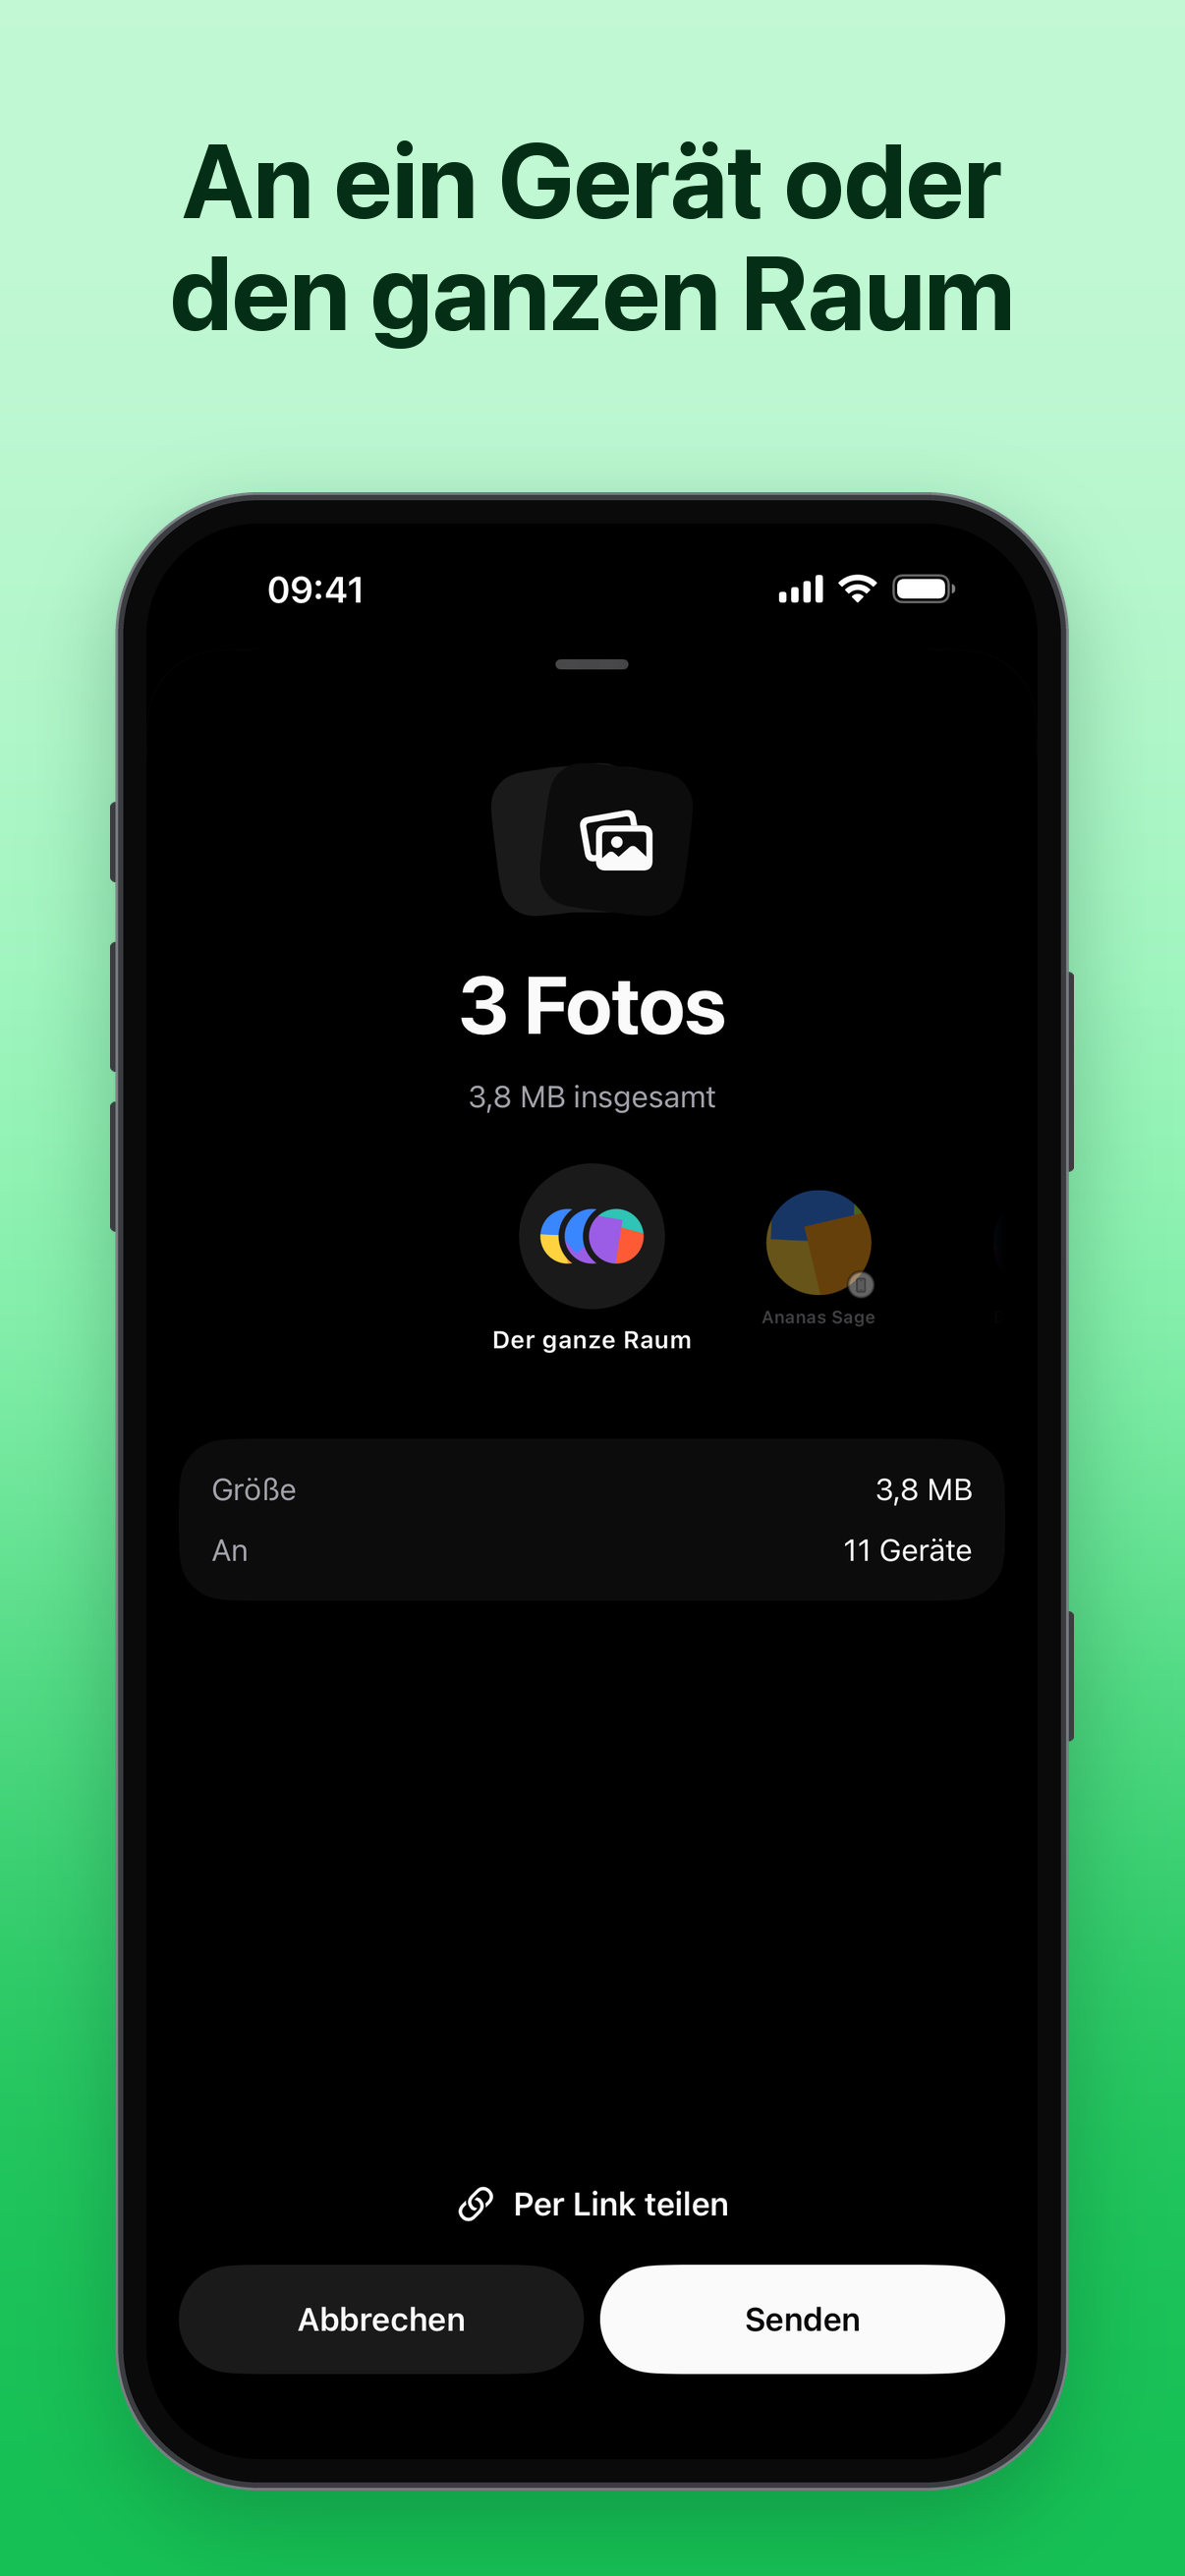 An ein Gerät oder
den ganzen Raum
09:41
3 Fotos
3,8 MB insgesamt
Der ganze Raum
Ananas Sage
Größe 3,8 MB
An 11 Geräte
Per Link teilen
Abbrechen Senden